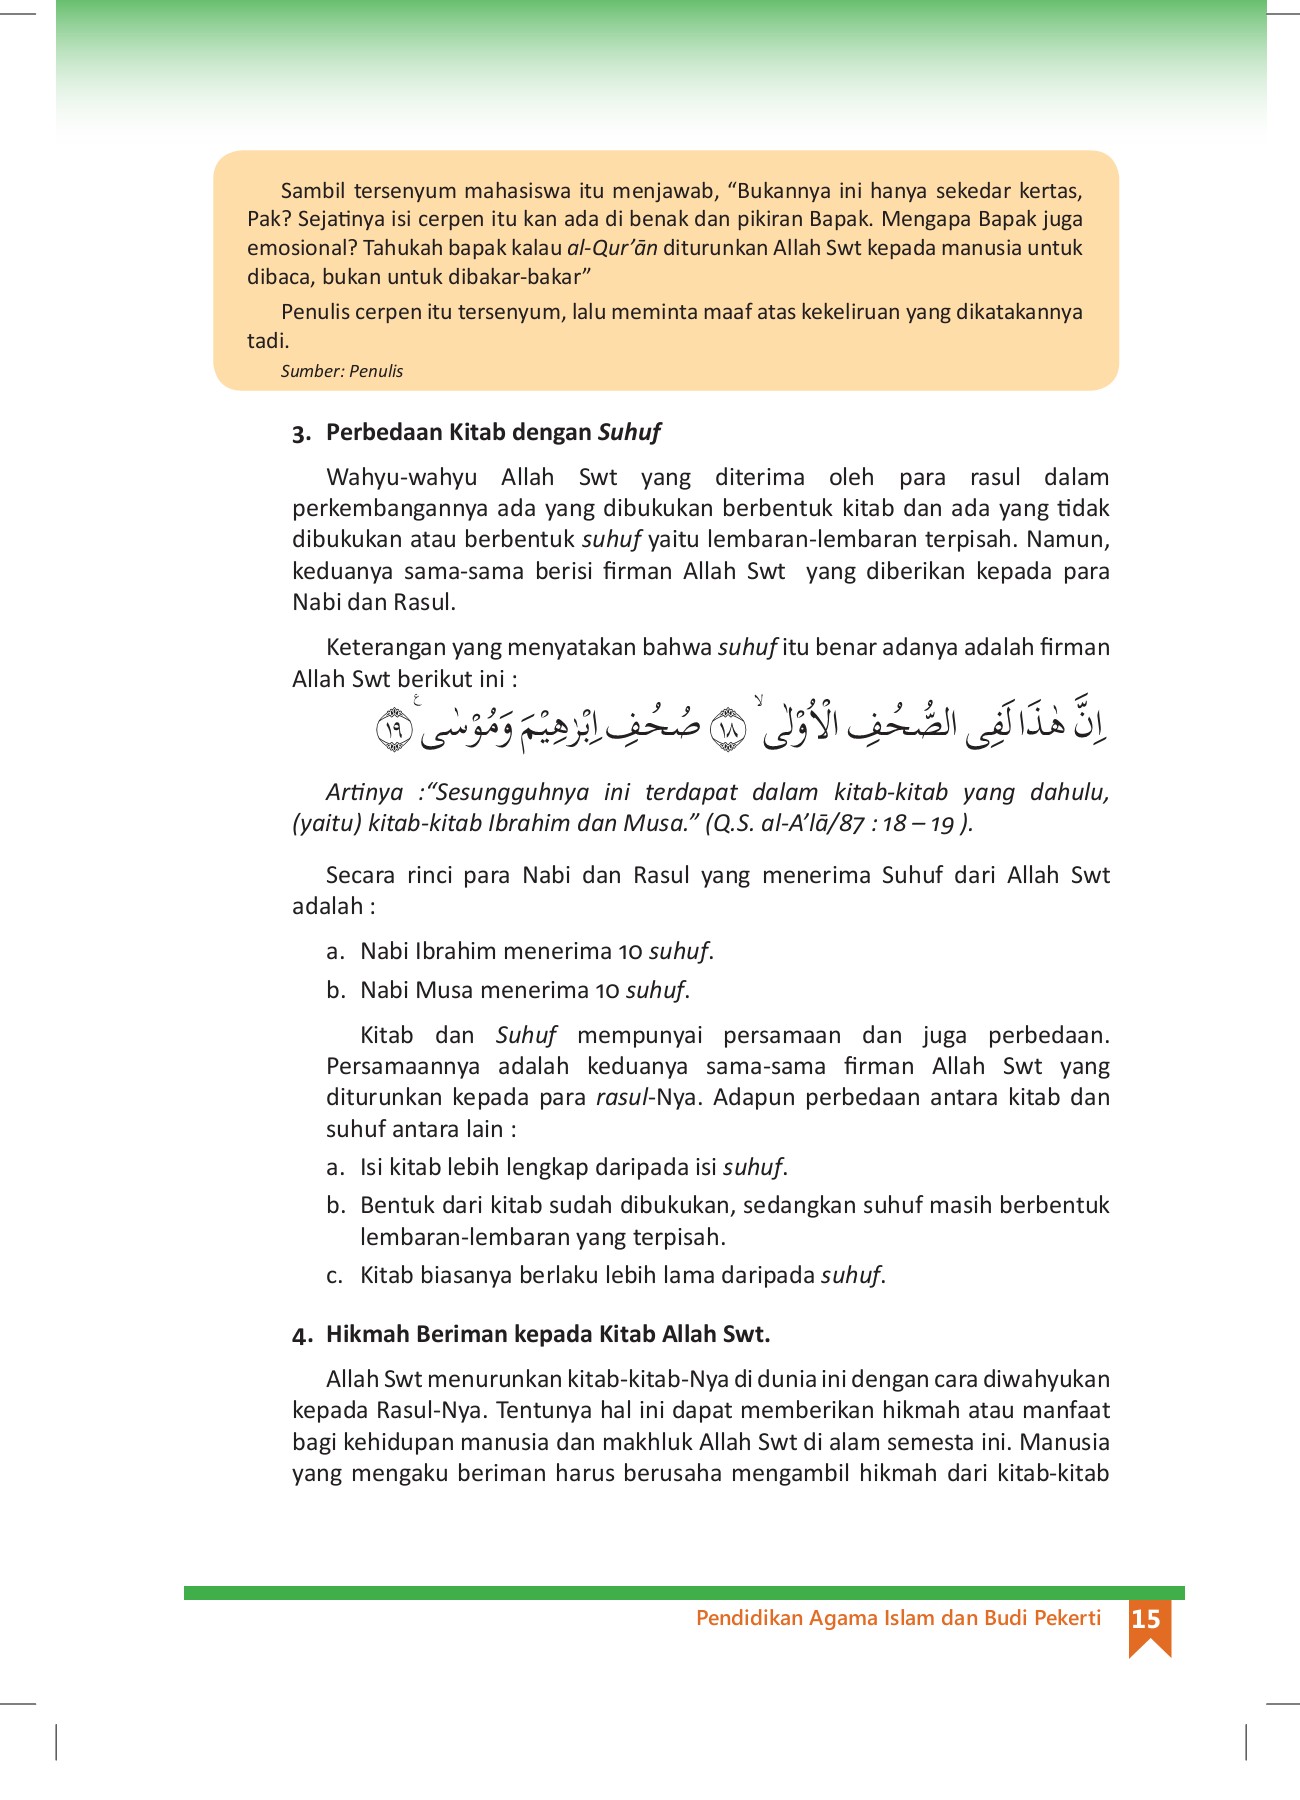 Sambil tersenyum mahasiswa itu menjawab, “Bukannya ini hanya sekedar kertas,
Pak? Sejatinya isi cerpen itu kan ada di benak dan pikiran Bapak. Mengapa Bapak juga
emosional? Tahukah bapak kalau al-Qur’ān diturunkan Allah Swt kepada manusia untuk
dibaca, bukan untuk dibakar-bakar”
Penulis cerpen itu tersenyum, lalu meminta maaf atas kekeliruan yang dikatakannya
tadi.
Sumber: Penulis
3. Perbedaan Kitab dengan Suhuf
Wahyu-wahyu Allah Swt yang diterima oleh para rasul dalam
perkembangannya ada yang dibukukan berbentuk kitab dan ada yang tidak
dibukukan atau berbentuk suhuf yaitu lembaran-lembaran terpisah. Namun,
keduanya sama-sama berisi firman Allah Swt yang diberikan kepada para
Nabi dan Rasul.
Keterangan yang menyatakan bahwa suhuf itu benar adanya adalah firman
Allah Swt berikut ini :
اِنَّ هٰذَا لَفِى الصُّحُفِ الْاُوْلٰىۙ ۝١٨ صُحُفِ اِبْرٰهِيْمَ وَمُوْسٰىࣖ ۝١٩
Artinya :“Sesungguhnya ini terdapat dalam kitab-kitab yang dahulu,
(yaitu) kitab-kitab Ibrahim dan Musa.” (Q.S. al-A’lā/87 : 18 – 19 ).
Secara rinci para Nabi dan Rasul yang menerima Suhuf dari Allah Swt
adalah :
a. Nabi Ibrahim menerima 10 suhuf.
b. Nabi Musa menerima 10 suhuf.
Kitab dan Suhuf mempunyai persamaan dan juga perbedaan.
Persamaannya adalah keduanya sama-sama firman Allah Swt yang
diturunkan kepada para rasul-Nya. Adapun perbedaan antara kitab dan
suhuf antara lain :
a. Isi kitab lebih lengkap daripada isi suhuf.
b. Bentuk dari kitab sudah dibukukan, sedangkan suhuf masih berbentuk
lembaran-lembaran yang terpisah.
c. Kitab biasanya berlaku lebih lama daripada suhuf.
4. Hikmah Beriman kepada Kitab Allah Swt.
Allah Swt menurunkan kitab-kitab-Nya di dunia ini dengan cara diwahyukan
kepada Rasul-Nya. Tentunya hal ini dapat memberikan hikmah atau manfaat
bagi kehidupan manusia dan makhluk Allah Swt di alam semesta ini. Manusia
yang mengaku beriman harus berusaha mengambil hikmah dari kitab-kitab
Pendidikan Agama Islam dan Budi Pekerti 15